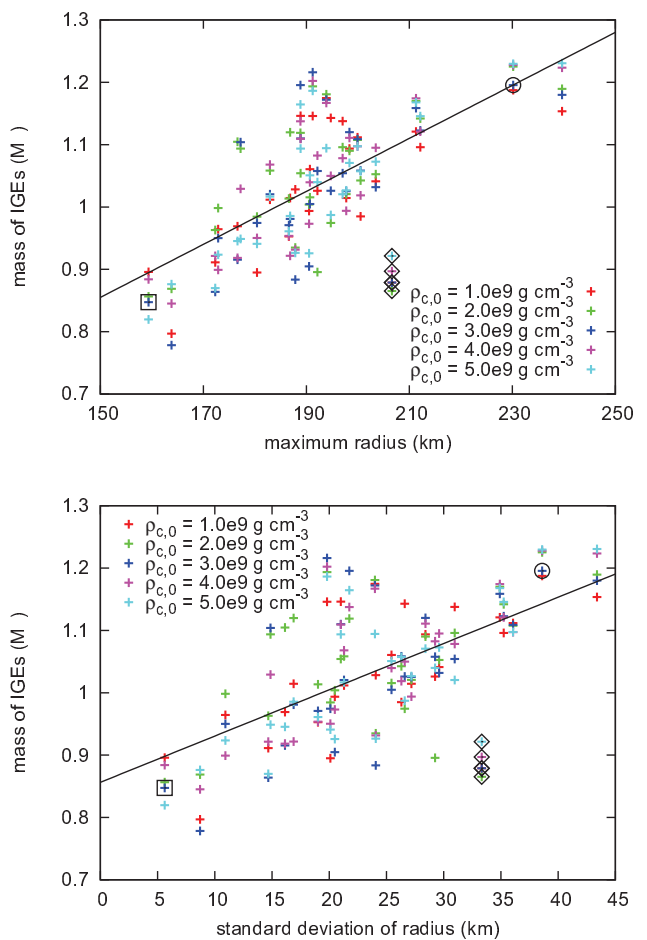 1.3
1.2
1.1
1
0.9
0.8
0.7
mass of IGEs (M )
ρc,0 = 1.0e9 g cm-3
ρc,0 = 2.0e9 g cm-3
ρc,0 = 3.0e9 g cm-3
ρc,0 = 4.0e9 g cm-3
ρc,0 = 5.0e9 g cm-3
150 170 190 210 230 250
maximum radius (km)
1.3
1.2
1.1
1
0.9
0.8
0.7
mass of IGEs (M )
ρc,0 = 1.0e9 g cm-3
ρc,0 = 2.0e9 g cm-3
ρc,0 = 3.0e9 g cm-3
ρc,0 = 4.0e9 g cm-3
ρc,0 = 5.0e9 g cm-3
0 5 10 15 20 25 30 35 40 45
standard deviation of radius (km)